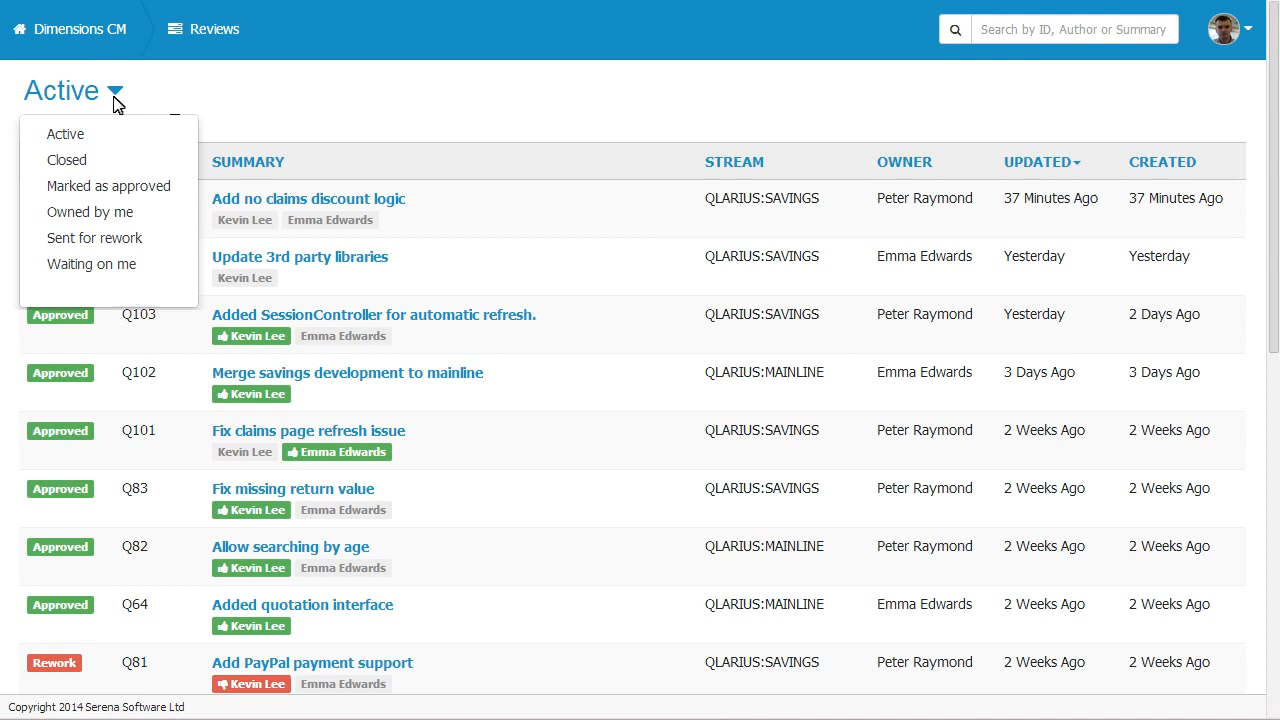 Dimensions CM Reviews Search by ID, Author or Summary
Active
Active
Closed
Marked as approved
Owned by me
Sent for rework
Waiting on me
SUMMARY STREAM OWNER UPDATED CREATED
Add no claims discount logic QLARIUS:SAVINGS Peter Raymond 37 Minutes Ago 37 Minutes Ago
Kevin Lee Emma Edwards
Update 3rd party libraries QLARIUS:SAVINGS Emma Edwards Yesterday Yesterday
Kevin Lee
Approved Q103 Added SessionController for automatic refresh. QLARIUS:SAVINGS Peter Raymond Yesterday 2 Days Ago
Kevin Lee Emma Edwards
Approved Q102 Merge savings development to mainline QLARIUS:MAINLINE Emma Edwards 3 Days Ago 3 Days Ago
Kevin Lee
Approved Q101 Fix claims page refresh issue QLARIUS:SAVINGS Peter Raymond 2 Weeks Ago 2 Weeks Ago
Kevin Lee Emma Edwards
Approved Q83 Fix missing return value QLARIUS:SAVINGS Peter Raymond 2 Weeks Ago 2 Weeks Ago
Kevin Lee Emma Edwards
Approved Q82 Allow searching by age QLARIUS:MAINLINE Peter Raymond 2 Weeks Ago 2 Weeks Ago
Kevin Lee Emma Edwards
Approved Q64 Added quotation interface QLARIUS:MAINLINE Emma Edwards 2 Weeks Ago 2 Weeks Ago
Kevin Lee
Rework Q81 Add PayPal payment support QLARIUS:SAVINGS Peter Raymond 2 Weeks Ago 2 Weeks Ago
Kevin Lee Emma Edwards
Copyright 2014 Serena Software Ltd